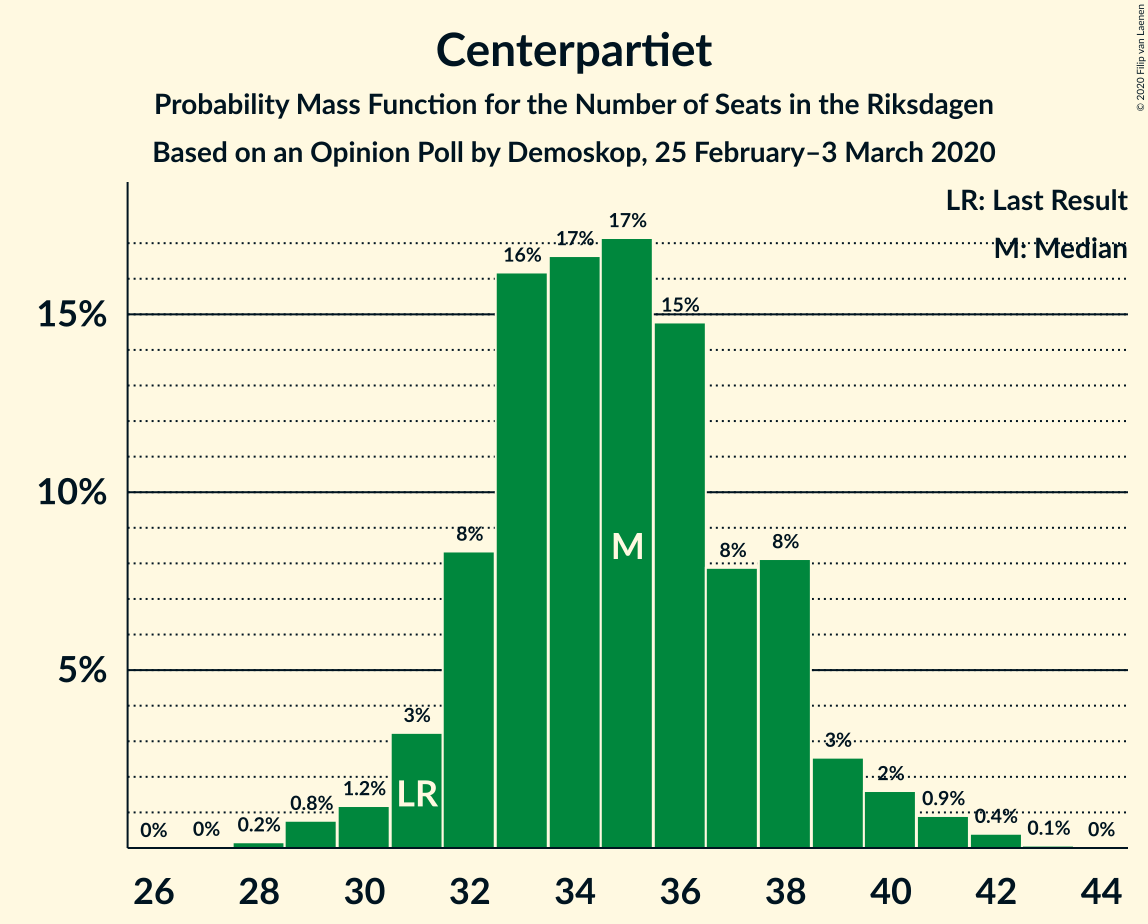 Centerpartiet
Probability Mass Function for the Number of Seats in the Riksdagen
Based on an Opinion Poll by Demoskop, 25 February–3 March 2020
© 2020 Filip van Laenen
LR: Last Result
M: Median
15%
10%
5%
0%
0%
0.2%
0.8%
1.2%
3%
8%
16%
17%
17%
15%
8%
8%
3%
2%
0.9%
0.4%
0.1%
0%
LR
M
26 28 30 32 34 36 38 40 42 44